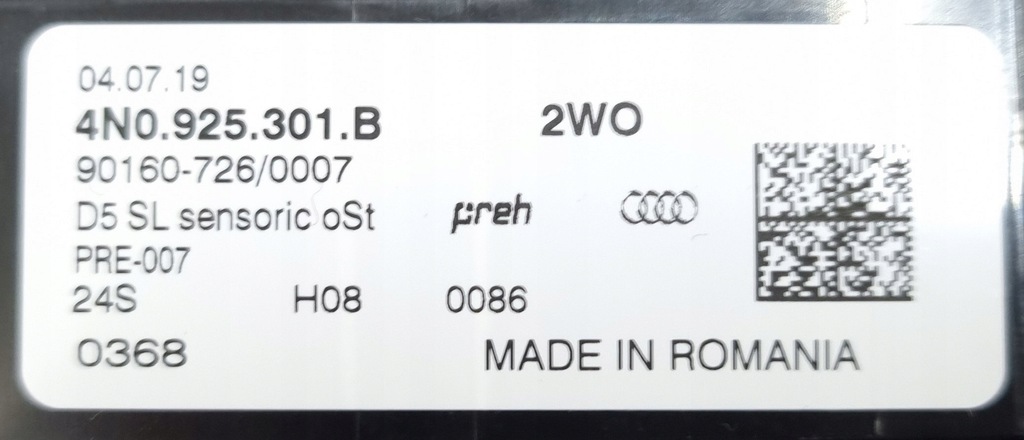 04.07.19
4N0.925.301.B 2WO
90160-726/0007
D5 SL sensoric oSt preh
PRE-007
24S H08 0086
0368 MADE IN ROMANIA